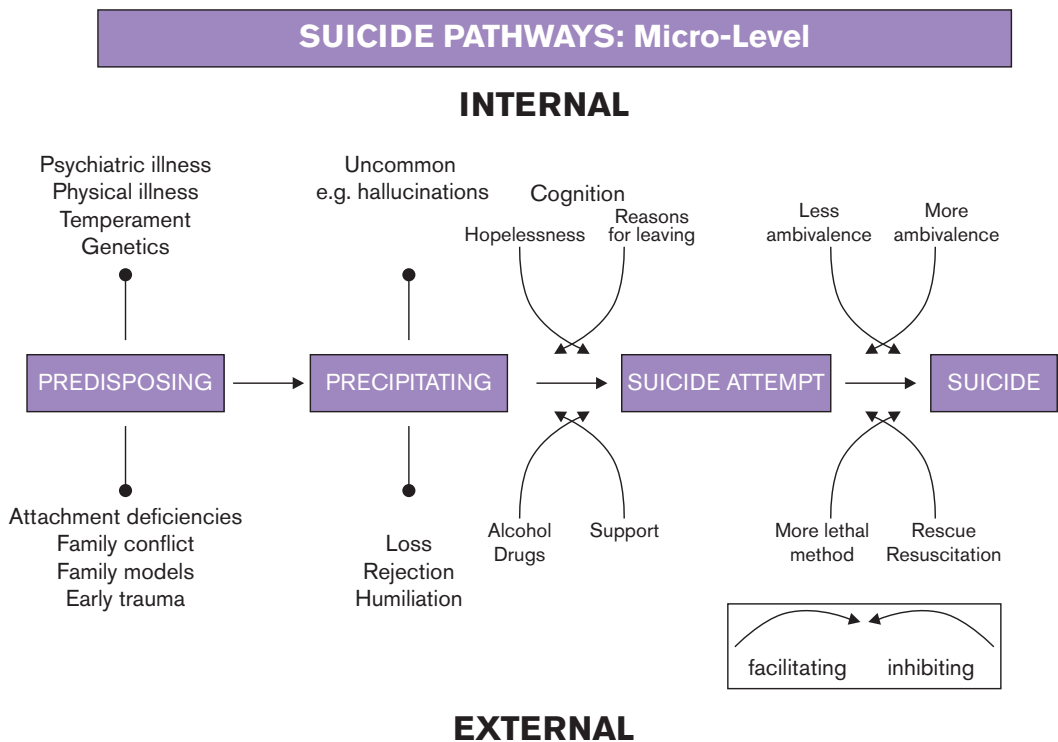 SUICIDE PATHWAYS: Micro-Level
INTERNAL
Psychiatric illness
Physical illness
Temperament
Genetics
Uncommon
e.g. hallucinations
Cognition
Hopelessness
Reasons
for leaving
Less
ambivalence
More
ambivalence
PREDISPOSING
PRECIPITATING
SUICIDE ATTEMPT
SUICIDE
Attachment deficiencies
Family conflict
Family models
Early trauma
Loss
Rejection
Humiliation
Alcohol
Drugs
Support
More lethal
method
Rescue
Resuscitation
facilitating
inhibiting
EXTERNAL